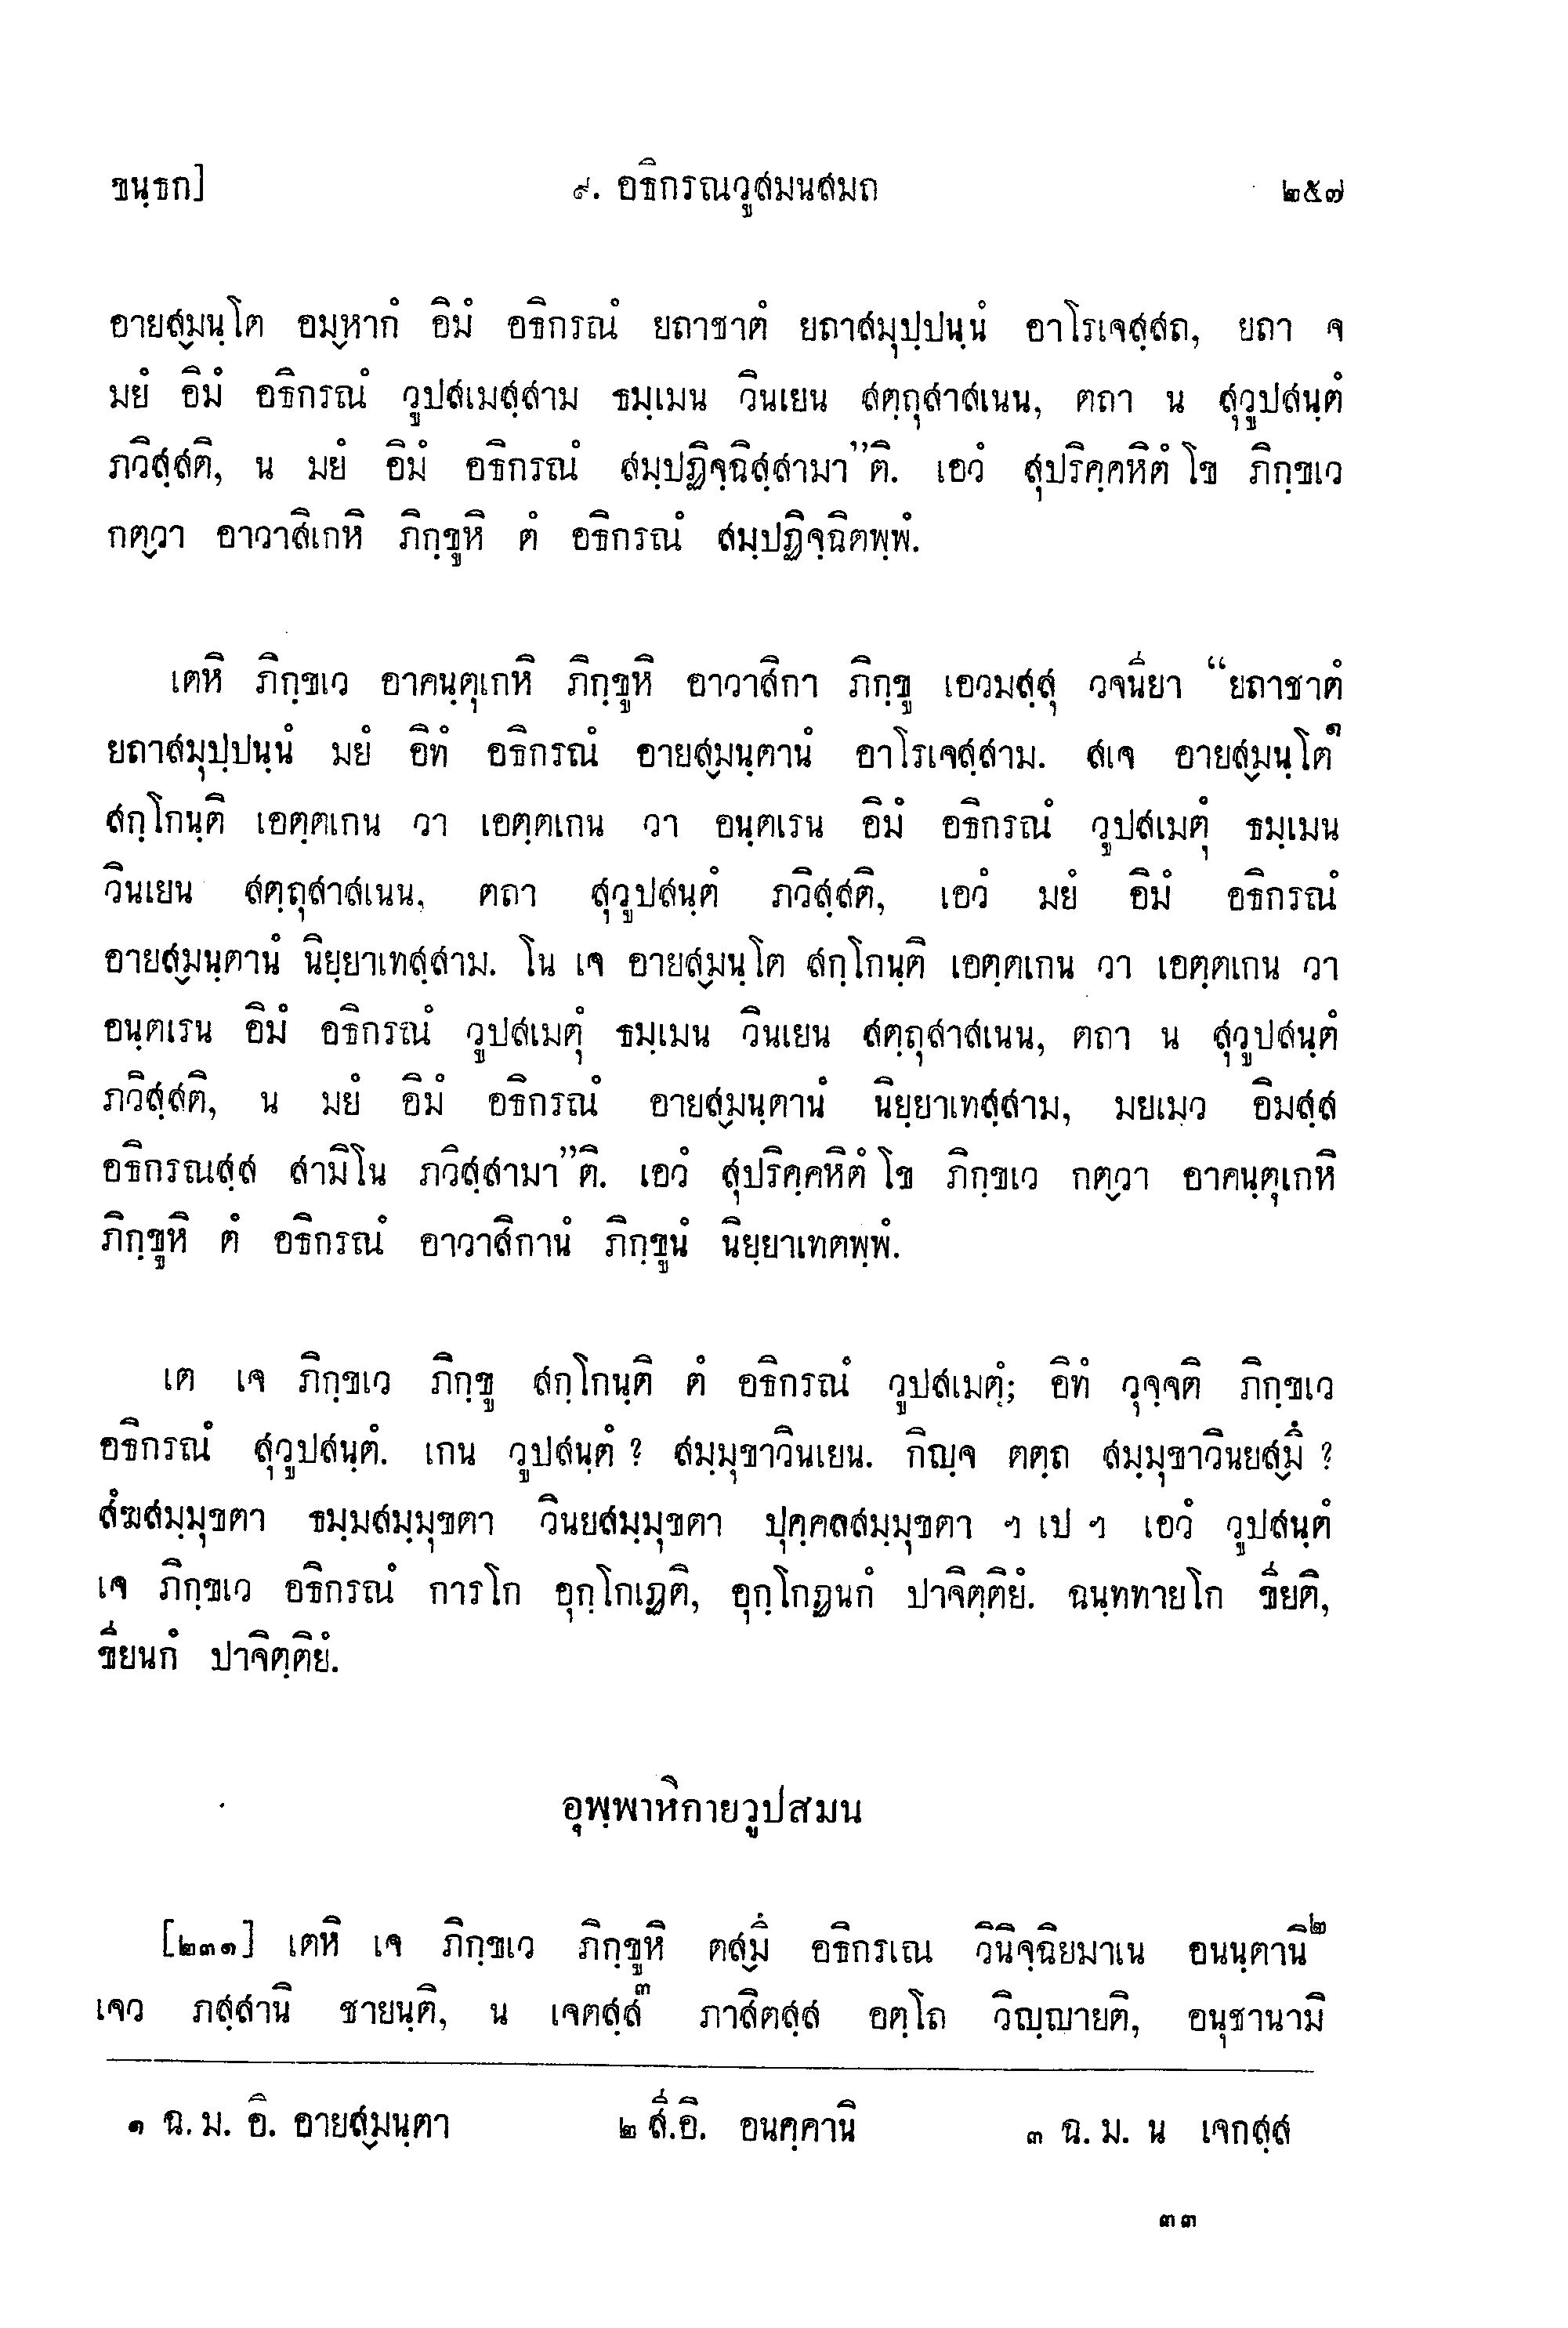 ขนฺธก]
๙. อธิกรณวูสมนสมถ
๒๕๗
อายสฺมนฺโต อมฺหากํ อิมํ อธิกรณํ ยถาชาตํ ยถาสมุปฺปนฺนํ อาโรเจสฺสถ, ยถา จ
มยํ อิมํ อธิกรณํ วูปสเมสฺสาม ธมฺเมน วินเยน สตฺถุสาสเนน, ตถา น สุวูปสนฺตํ
ภวิสฺสติ, น มยํ อิมํ อธิกรณํ สมฺปฏิจฺฉิสฺสามา”ติ. เอวํ สุปริคฺคหิตํ โข ภิกฺขเว
กตฺวา อาวาสิเกหิ ภิกฺขูหิ ตํ อธิกรณํ สมฺปฏิจฺฉิตพฺพํ.
เตหิ ภิกฺขเว อาคนฺตุเกหิ ภิกฺขูหิ อาวาสิกา ภิกฺขู เอวมสฺสุ วจนียา “ยถาชาตํ
ยถาสมุปฺปนฺนํ มยํ อิทํ อธิกรณํ อายสฺมนฺตานํ อาโรเจสฺสาม. สเจ อายสฺมนฺโต๑
สกฺโกนฺติ เอตฺตเกน วา เอตฺตเกน วา อนฺตเรน อิมํ อธิกรณํ วูปสเมตุํ ธมฺเมน
วินเยน สตฺถุสาสเนน, ตถา สุวูปสนฺตํ ภวิสฺสติ, เอวํ มยํ อิมํ อธิกรณํ
อายสฺมนฺตานํ นิยฺยาเทสฺสาม. โน เจ อายสฺมนฺโต สกฺโกนฺติ เอตฺตเกน วา เอตฺตเกน วา
อนฺตเรน อิมํ อธิกรณํ วูปสเมตุํ ธมฺเมน วินเยน สตฺถุสาสเนน, ตถา น สุวูปสนฺตํ
ภวิสฺสติ, น มยํ อิมํ อธิกรณํ อายสฺมนฺตานํ นิยฺยาเทสฺสาม, มยเมว อิมสฺส
อธิกรณสฺส สามิโน ภวิสฺสามา”ติ. เอวํ สุปริคฺคหิตํ โข ภิกฺขเว กตฺวา อาคนฺตุเกหิ
ภิกฺขูหิ ตํ อธิกรณํ อาวาสิกานํ ภิกฺขูนํ นิยฺยาเทตพฺพํ.
เต เจ ภิกฺขเว ภิกฺขู สกฺโกนฺติ ตํ อธิกรณํ วูปสเมตุํ; อิทํ วุจฺจติ ภิกฺขเว
อธิกรณํ สุวูปสนฺตํ. เกน วูปสนฺตํ ? สมฺมุขาวินเยน. กิญฺจ ตตฺถ สมฺมุขาวินยสฺมึ ?
สํฆสมฺมุขตา ธมฺมสมฺมุขตา วินยสมฺมุขตา ปุคฺคลสมฺมุขตา ฯ เป ฯ เอวํ วูปสนฺตํ
เจ ภิกฺขเว อธิกรณํ การโก อุกฺโกเฏติ, อุกฺโกฏนกํ ปาจิตฺติยํ. ฉนฺททายโก ขียติ,
ขียนกํ ปาจิตฺติยํ.
อุพฺพาหิกายวูปสมน
[๒๓๑] เตหิ เจ ภิกฺขเว ภิกฺขูหิ ตสฺมึ อธิกรเณ วินิจฺฉิยมาเน อนนฺตานิ๒
เจว ภสฺสานิ ชายนฺติ, น เจตสฺส๓ ภาสิตสฺส อตฺโถ วิญฺญายติ, อนุชานามิ
๑ ฉ. ม. อิ. อายสฺมนฺตา ๒ สี.อิ. อนคฺคานิ ๓ ฉ. ม. น เจกสฺส
๓๓